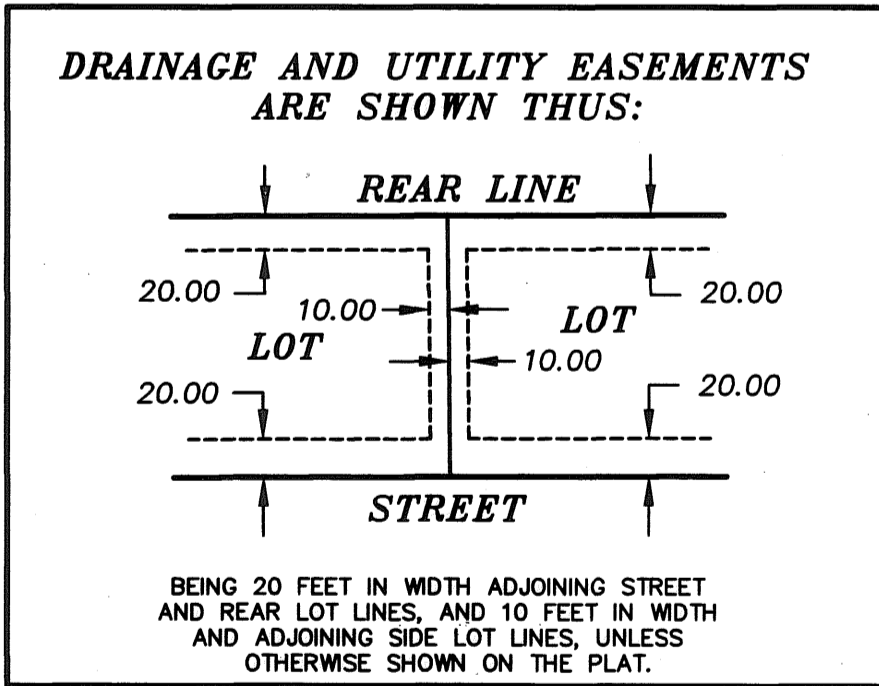 DRAINAGE AND UTILITY EASEMENTS
ARE SHOWN THUS:
REAR LINE
20.00
10.00
20.00
LOT
LOT
10.00
20.00
20.00
STREET
BEING 20 FEET IN WIDTH ADJOINING STREET
AND REAR LOT LINES, AND 10 FEET IN WIDTH
AND ADJOINING SIDE LOT LINES, UNLESS
OTHERWISE SHOWN ON THE PLAT.